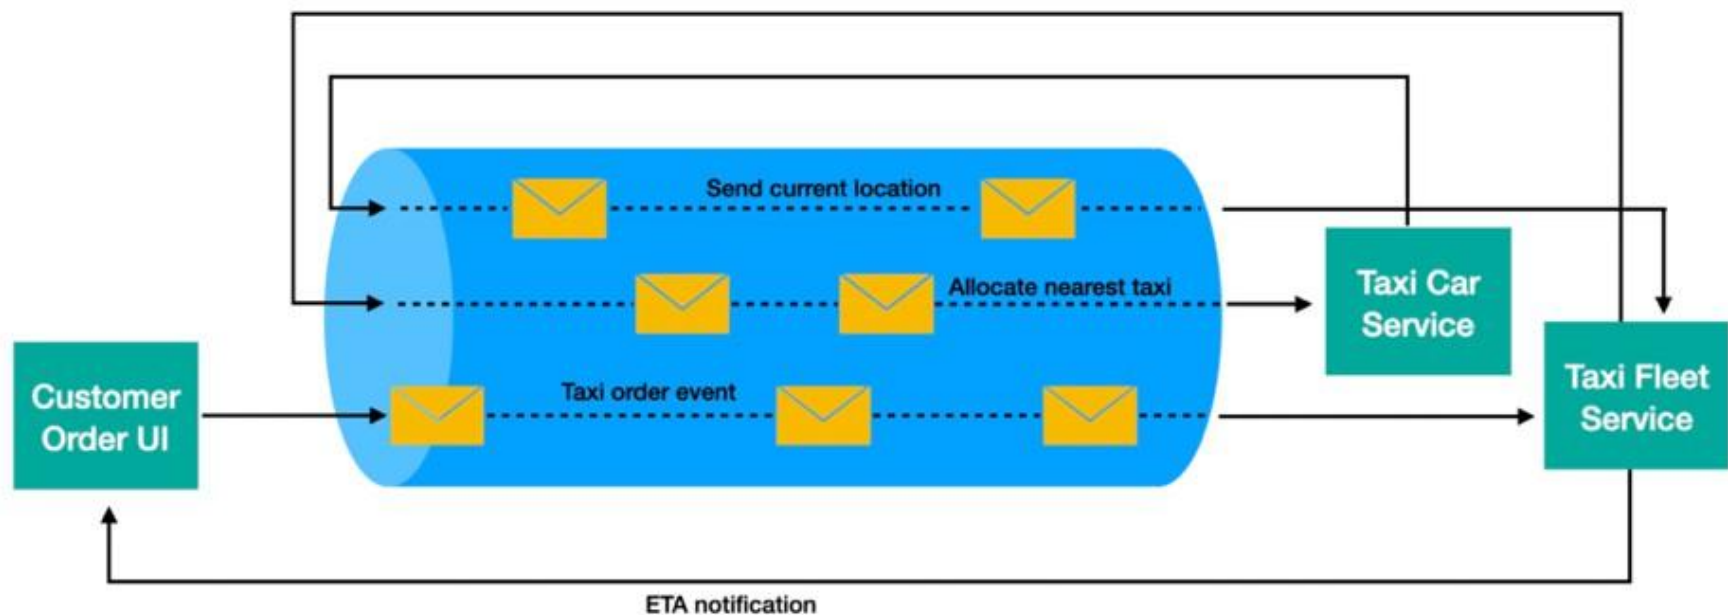 Send current location
Allocate nearest taxi
Taxi Car
Service
Taxi Fleet
Service
Customer
Order UI
Taxi order event
ETA notification